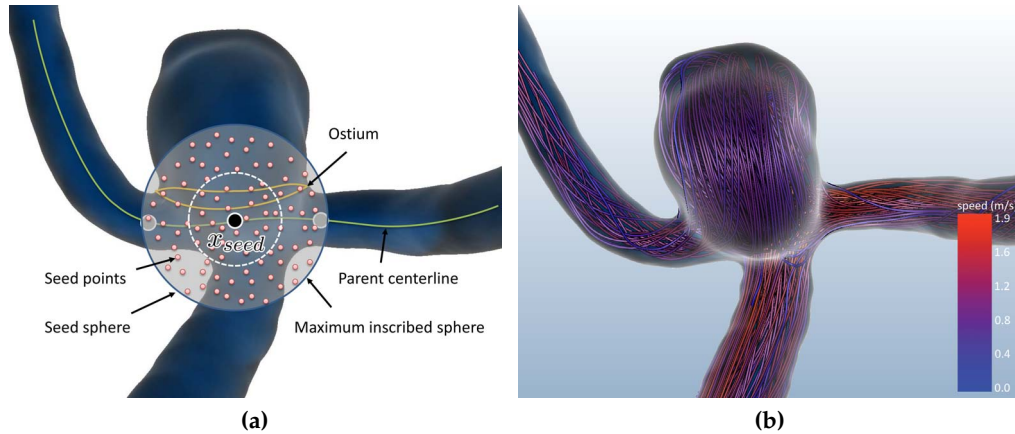 Ostium
x_seed
Seed points
Parent centerline
Seed sphere
Maximum inscribed sphere
speed (m/s)
1.9
1.6
1.2
0.8
0.4
0.0
(a)
(b)